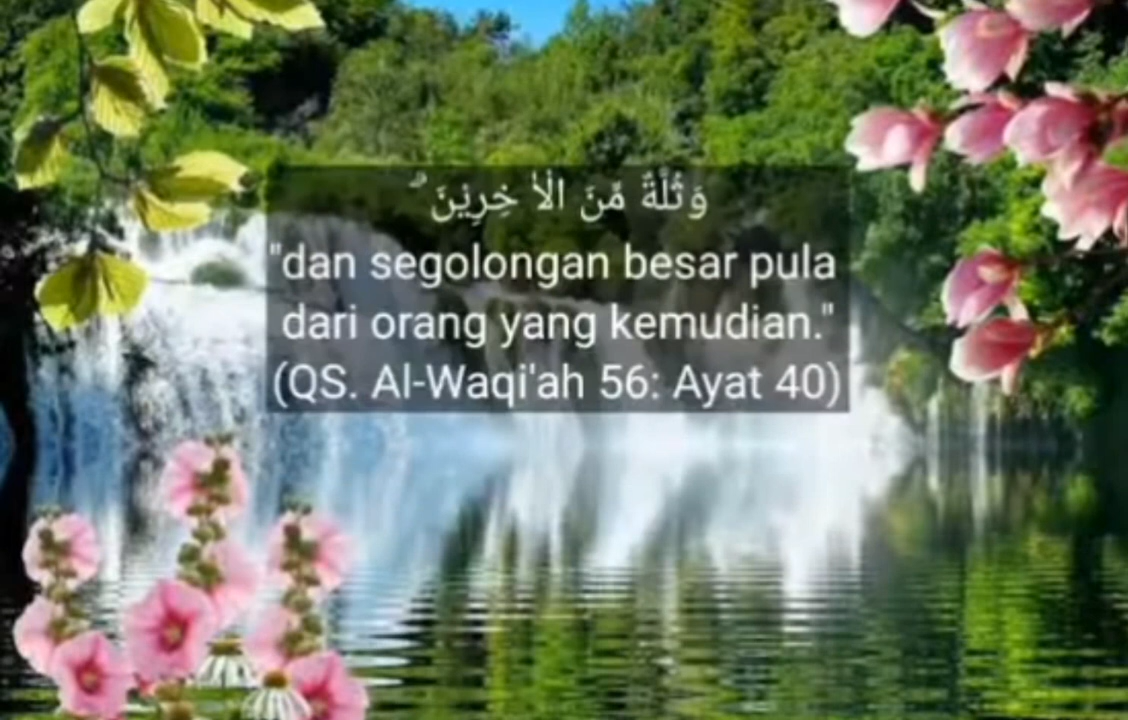 وَثُلَّةٌ مِّنَ الْاٰ خِرِيْنَ ۗ
"dan segolongan besar pula
dari orang yang kemudian."
(QS. Al-Waqi'ah 56: Ayat 40)